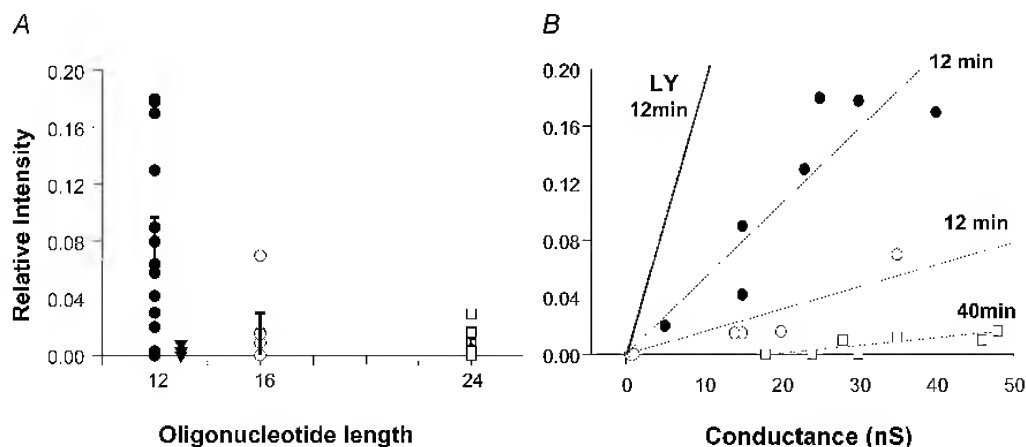 A
B
0.20
0.16
0.12
0.08
0.04
0.00
Relative Intensity
12
16
24
Oligonucleotide length
0.20
0.16
0.12
0.08
0.04
0.00
LY
12min
12 min
12 min
40min
0
10
20
30
40
50
Conductance (nS)